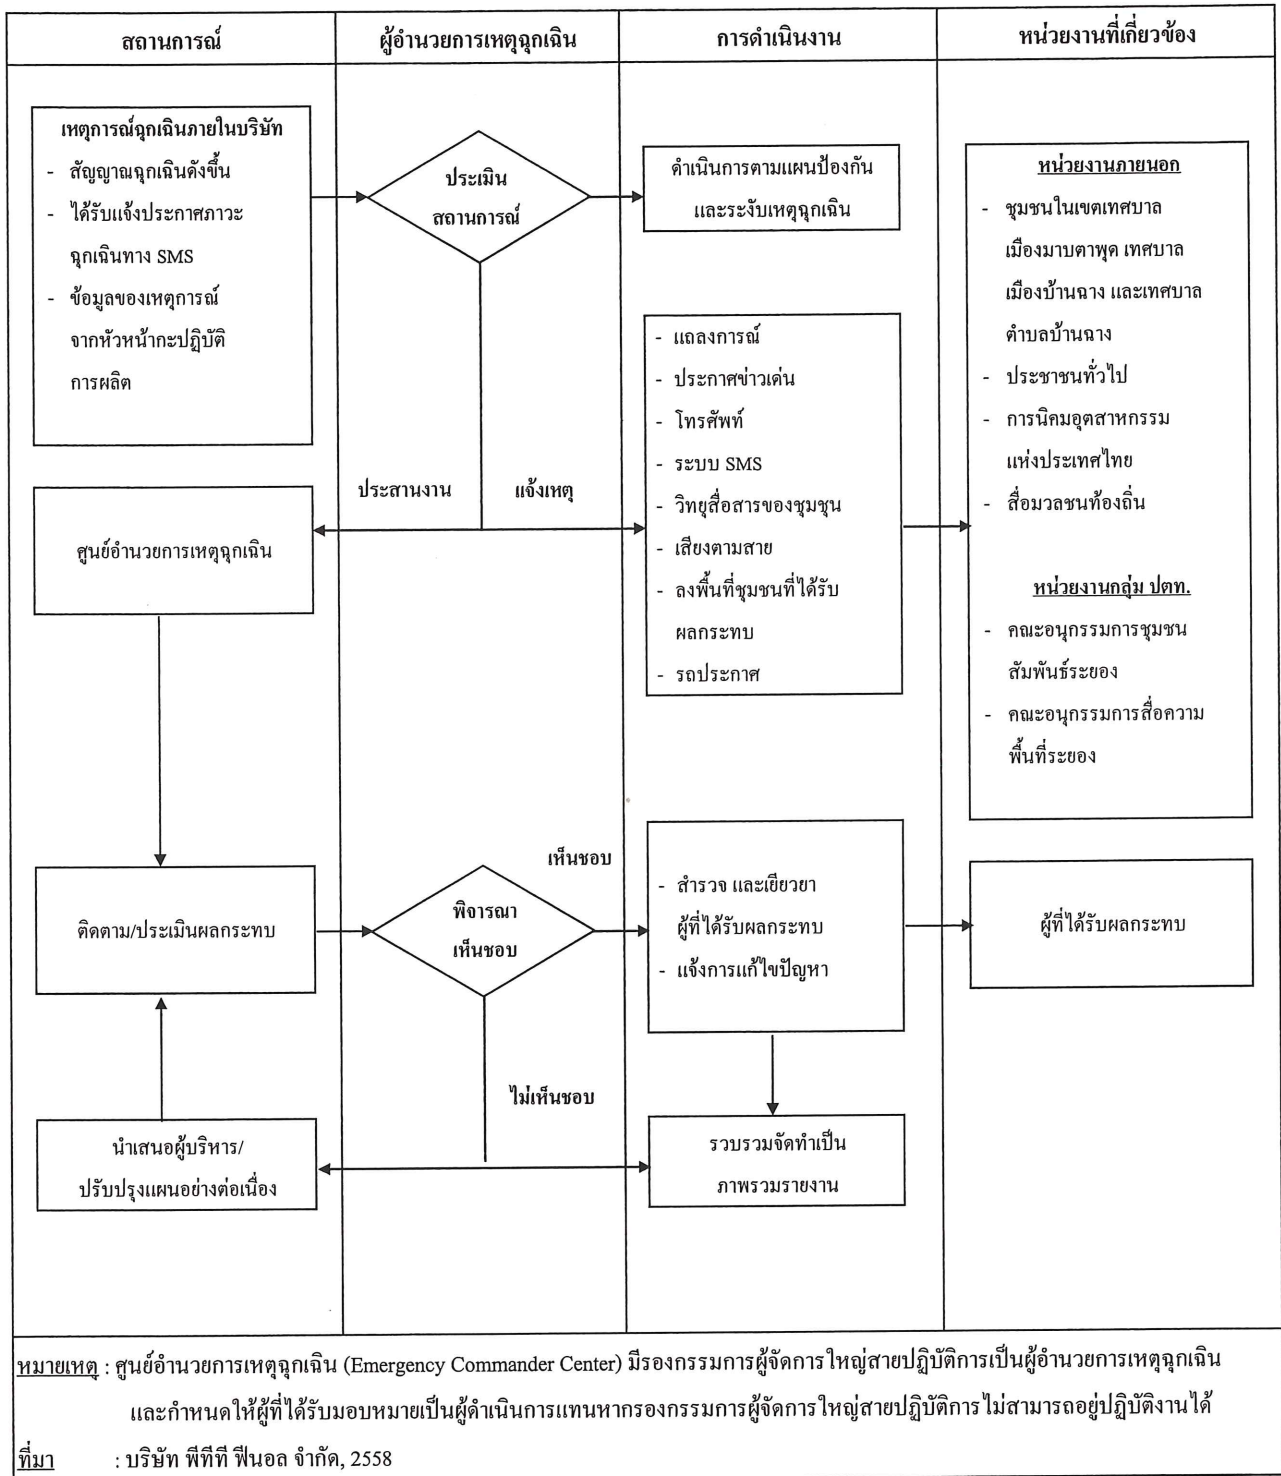 สถานการณ์
ผู้อำนวยการเหตุฉุกเฉิน
การดำเนินงาน
หน่วยงานที่เกี่ยวข้อง
เหตุการณ์ฉุกเฉินภายในบริษัท
- สัญญาณฉุกเฉินดังขึ้น
- ได้รับแจ้งประกาศภาวะ
ฉุกเฉินทาง SMS
- ข้อมูลของเหตุการณ์
จากหัวหน้ากะปฏิบัติ
การผลิต
ประเมิน
สถานการณ์
ดำเนินการตามแผนป้องกัน
และระงับเหตุฉุกเฉิน
หน่วยงานภายนอก
- ชุมชนในเขตเทศบาล
เมืองมาบตาพุด เทศบาล
เมืองบ้านฉาง และเทศบาล
ตำบลบ้านฉาง
- ประชาชนทั่วไป
- การนิคมอุตสาหกรรม
แห่งประเทศไทย
- สื่อมวลชนท้องถิ่น
หน่วยงานกลุ่ม ปตท.
- คณะอนุกรรมการชุมชน
สัมพันธ์ระยอง
- คณะอนุกรรมการสื่อความ
พื้นที่ระยอง
- แถลงการณ์
- ประกาศข่าวเด่น
- โทรศัพท์
- ระบบ SMS
- วิทยุสื่อสารของชุมชุน
- เสียงตามสาย
- ลงพื้นที่ชุมชนที่ได้รับ
ผลกระทบ
- รถประกาศ
ประสานงาน
แจ้งเหตุ
ศูนย์อำนวยการเหตุฉุกเฉิน
ติดตาม/ประเมินผลกระทบ
พิจารณา
เห็นชอบ
เห็นชอบ
- สำรวจ และเยียวยา
ผู้ที่ได้รับผลกระทบ
- แจ้งการแก้ไขปัญหา
ผู้ที่ได้รับผลกระทบ
ไม่เห็นชอบ
นำเสนอผู้บริหาร/
ปรับปรุงแผนอย่างต่อเนื่อง
รวบรวมจัดทำเป็น
ภาพรวมรายงาน
หมายเหตุ : ศูนย์อำนวยการเหตุฉุกเฉิน (Emergency Commander Center) มีรองกรรมการผู้จัดการใหญ่สายปฏิบัติการเป็นผู้อำนวยการเหตุฉุกเฉิน
และกำหนดให้ผู้ที่ได้รับมอบหมายเป็นผู้ดำเนินการแทนหากรองกรรมการผู้จัดการใหญ่สายปฏิบัติการไม่สามารถอยู่ปฏิบัติงานได้
ที่มา : บริษัท พีทีที ฟีนอล จำกัด, 2558